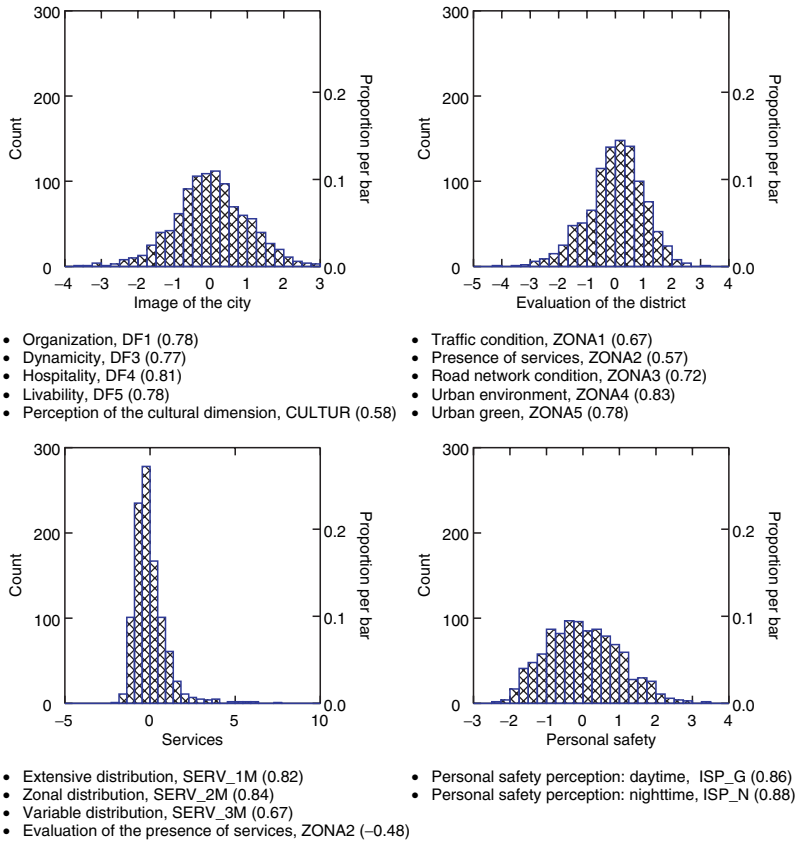 300
200
100
0
Count
0.2
0.1
0.0
Proportion per bar
−4 −3 −2 −1 0 1 2 3
Image of the city
• Organization, DF1 (0.78)
• Dynamicity, DF3 (0.77)
• Hospitality, DF4 (0.81)
• Livability, DF5 (0.78)
• Perception of the cultural dimension, CULTUR (0.58)
300
200
100
0
Count
0.2
0.1
0.0
Proportion per bar
−5 −4 −3 −2 −1 0 1 2 3 4
Evaluation of the district
• Traffic condition, ZONA1 (0.67)
• Presence of services, ZONA2 (0.57)
• Road network condition, ZONA3 (0.72)
• Urban environment, ZONA4 (0.83)
• Urban green, ZONA5 (0.78)
300
200
100
0
Count
0.2
0.1
0.0
Proportion per bar
−5 0 5 10
Services
• Extensive distribution, SERV_1M (0.82)
• Zonal distribution, SERV_2M (0.84)
• Variable distribution, SERV_3M (0.67)
• Evaluation of the presence of services, ZONA2 (−0.48)
300
200
100
0
Count
0.2
0.1
0.0
Proportion per bar
−3 −2 −1 0 1 2 3 4
Personal safety
• Personal safety perception: daytime, ISP_G (0.86)
• Personal safety perception: nighttime, ISP_N (0.88)